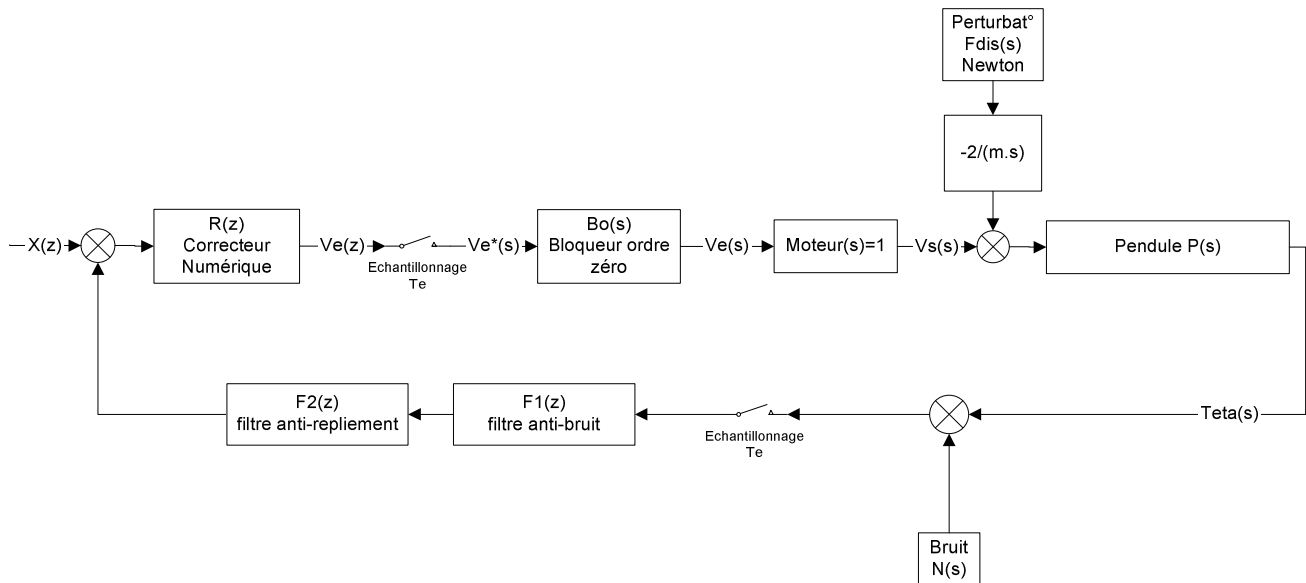 Perturbat°
Fdis(s)
Newton
-2/(m.s)
X(z)
R(z)
Correcteur
Numérique
Ve(z)
Echantillonnage
Te
Ve*(s)
Bo(s)
Bloqueur ordre
zéro
Ve(s)
Moteur(s)=1
Vs(s)
Pendule P(s)
F2(z)
filtre anti-repliement
F1(z)
filtre anti-bruit
Echantillonnage
Te
Teta(s)
Bruit
N(s)